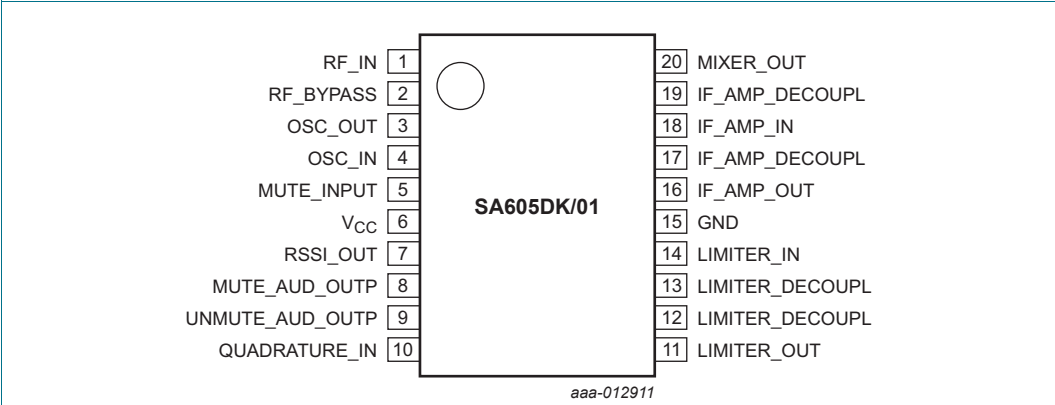 RF_IN 1
RF_BYPASS 2
OSC_OUT 3
OSC_IN 4
MUTE_INPUT 5
VCC 6
RSSI_OUT 7
MUTE_AUD_OUTP 8
UNMUTE_AUD_OUTP 9
QUADRATURE_IN 10
SA605DK/01
20 MIXER_OUT
19 IF_AMP_DECOUPL
18 IF_AMP_IN
17 IF_AMP_DECOUPL
16 IF_AMP_OUT
15 GND
14 LIMITER_IN
13 LIMITER_DECOUPL
12 LIMITER_DECOUPL
11 LIMITER_OUT
aaa-012911